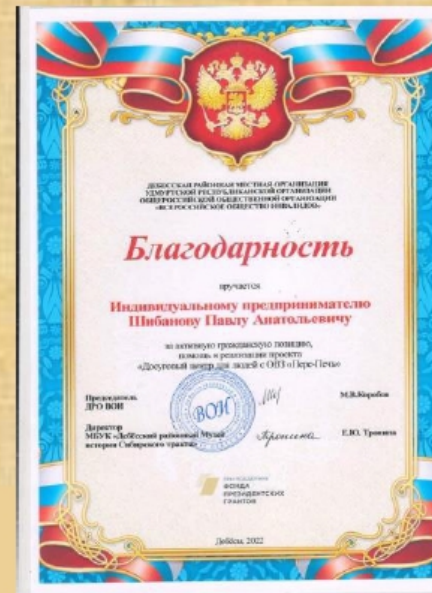 ДЕБЕССКАЯ РАЙОННАЯ МЕСТНАЯ ОРГАНИЗАЦИЯ
УДМУРТСКОЙ РЕСПУБЛИКАНСКОЙ ОРГАНИЗАЦИИ
ОБЩЕРОССИЙСКОЙ ОБЩЕСТВЕННОЙ ОРГАНИЗАЦИИ
«ВСЕРОССИЙСКОЕ ОБЩЕСТВО ИНВАЛИДОВ»
Благодарность
вручается
Индивидуальному предпринимателю
Шибанову Павлу Анатольевичу
за активную гражданскую позицию,
помощь в реализации проекта
«Досуговый центр для людей с ОВЗ «Пере-Печь»
Председатель
ДРО ВОИ
М.В.Коробов
ВОИ
Директор
МБУК «Дебёсский районный Музей
истории Сибирского тракта»
Е.Ю. Тронина
ФОНДА
ПРЕЗИДЕНТСКИХ
ГРАНТОВ
Дебёсы, 2022